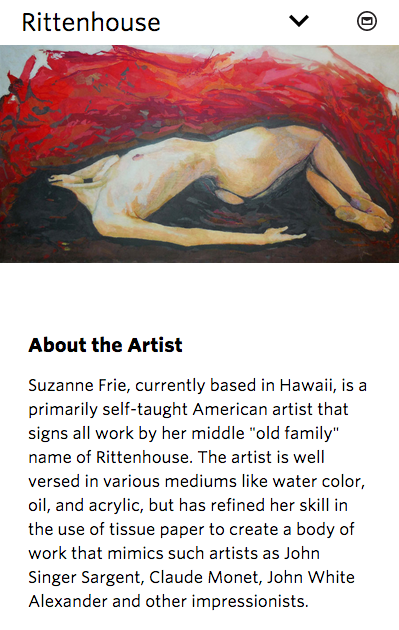 Rittenhouse
About the Artist
Suzanne Frie, currently based in Hawaii, is a
primarily self-taught American artist that
signs all work by her middle "old family"
name of Rittenhouse. The artist is well
versed in various mediums like water color,
oil, and acrylic, but has refined her skill in
the use of tissue paper to create a body of
work that mimics such artists as John
Singer Sargent, Claude Monet, John White
Alexander and other impressionists.